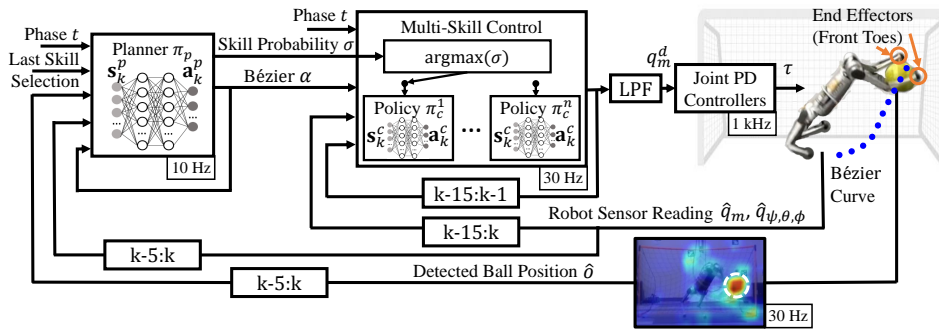 Phase t
Last Skill
Selection
Planner π_p
s_k^p
a_k^p
...
...
10 Hz
Skill Probability σ
Bézier α
Phase t
Multi-Skill Control
argmax(σ)
Policy π_c^1
s_k^c
a_k^c
...
Policy π_c^n
s_k^c
a_k^c
30 Hz
LPF
q_m^d
Joint PD
Controllers
1 kHz
τ
End Effectors
(Front Toes)
Bézier
Curve
k-15:k-1
k-15:k
Robot Sensor Reading q̂_m, q̂_ψ,θ,ϕ
k-5:k
k-5:k
Detected Ball Position ô
30 Hz